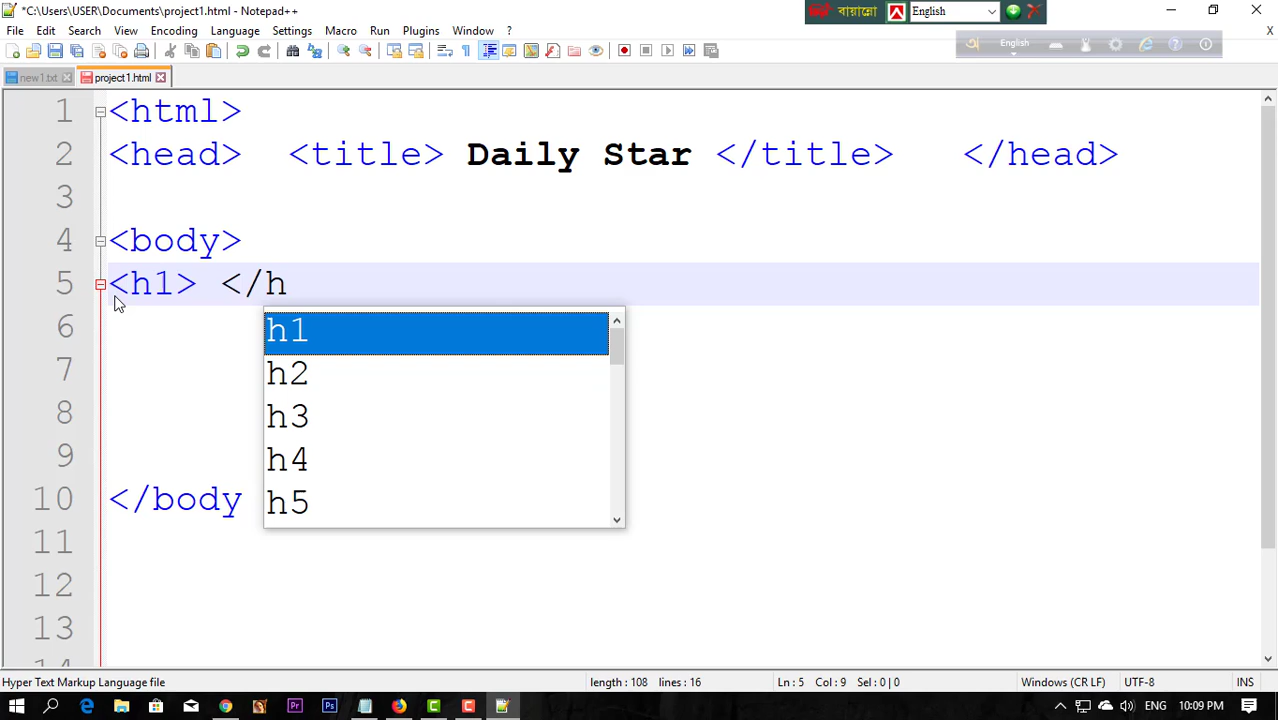 *C:\Users\USER\Documents\project1.html - Notepad++
বায়ান্নো
English
File Edit Search View Encoding Language Settings Macro Run Plugins Window ? X
English
new1.txt project1.html
1 <html>
2 <head> <title> Daily Star </title> </head>
3
4 <body>
5 <h1> </h
6
7
8
9
10 </body
11
12
13
h1
h2
h3
h4
h5
Hyper Text Markup Language file length : 108 lines : 16 Ln : 5 Col : 9 Sel : 0 | 0 Windows (CR LF) UTF-8 INS
Pr Ps ENG 10:09 PM